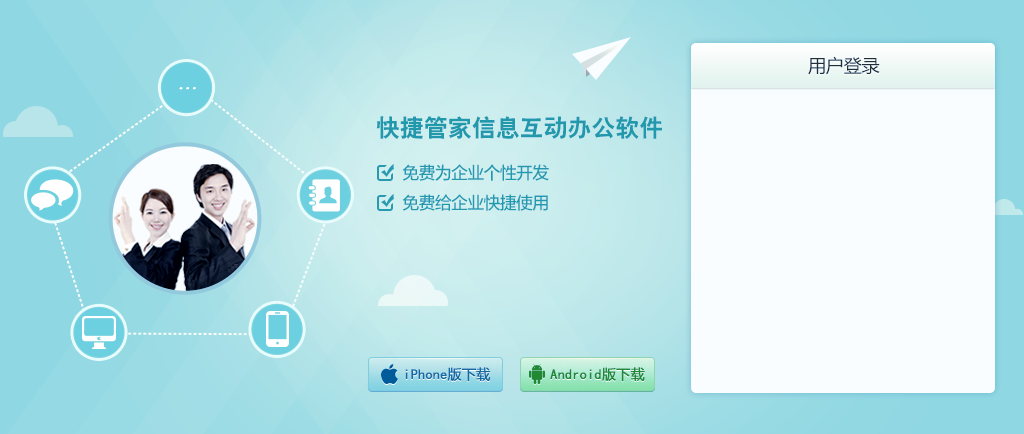 用户登录
快捷管家信息互动办公软件
免费为企业个性开发
免费给企业快捷使用
iPhone版下载
Android版下载